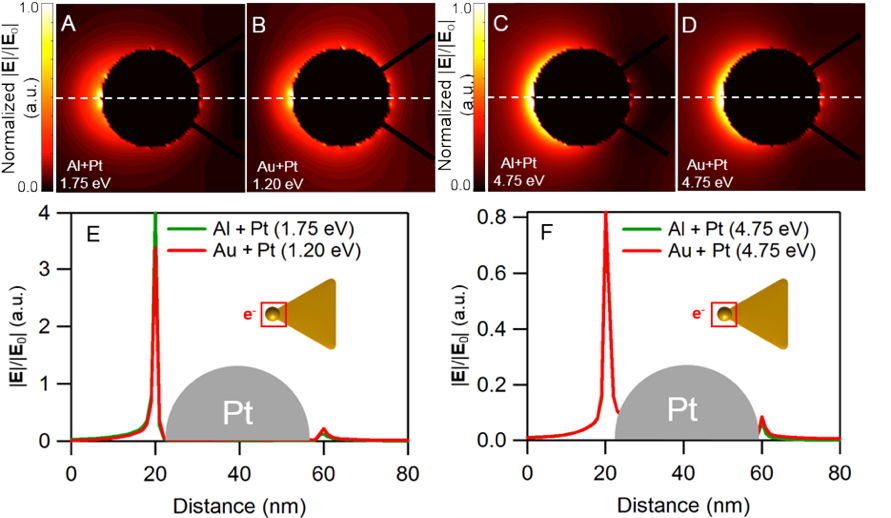 Normalized |E|/|E₀|
(a.u.)
1.0
0.0
A
Al+Pt
1.75 eV
B
Au+Pt
1.20 eV
Normalized |E|/|E₀|
(a.u.)
1.0
0.0
C
Al+Pt
4.75 eV
D
Au+Pt
4.75 eV
E
Al + Pt (1.75 eV)
Au + Pt (1.20 eV)
e-
Pt
|E|/|E₀| (a.u.)
4
3
2
1
0
0 20 40 60 80
Distance (nm)
F
Al + Pt (4.75 eV)
Au + Pt (4.75 eV)
e-
Pt
|E|/|E₀| (a.u.)
0.8
0.6
0.4
0.2
0.0
0 20 40 60 80
Distance (nm)